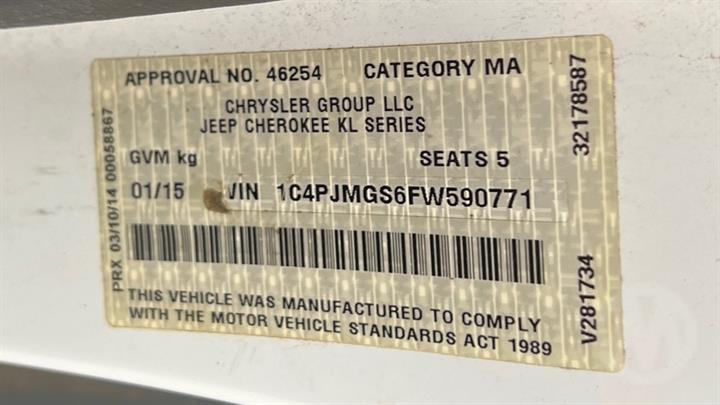 APPROVAL NO. 46254 CATEGORY MA
CHRYSLER GROUP LLC
JEEP CHEROKEE KL SERIES
GVM kg SEATS 5
01/15 VIN 1C4PJMGS6FW590771
THIS VEHICLE WAS MANUFACTURED TO COMPLY
WITH THE MOTOR VEHICLE STANDARDS ACT 1989
PRX 03/10/14 00058867
32178587
V281734